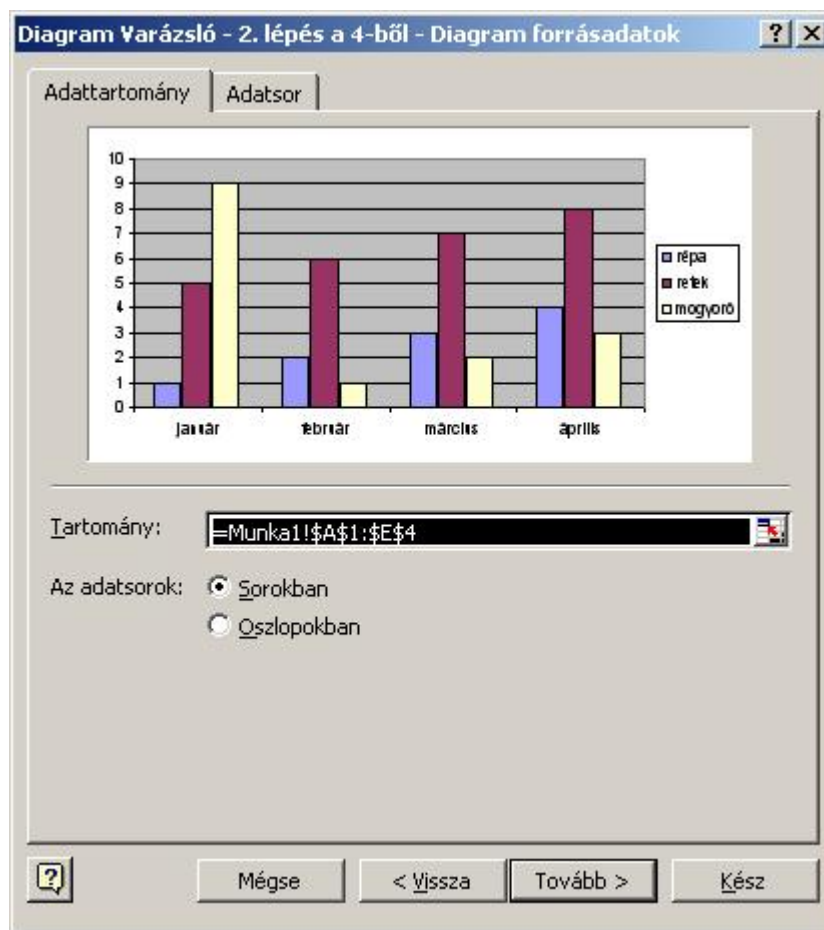 Diagram Varázsló - 2. lépés a 4-ből - Diagram forrásadatok
Adattartomány
Adatsor
10
9
8
7
6
5
4
3
2
1
0
január
február
március
április
répa
retek
mogyoró
Tartomány: =Munka1!$A$1:$E$4
Az adatsorok: Sorokban
Oszlopokban
Mégse < Vissza Tovább > Kész